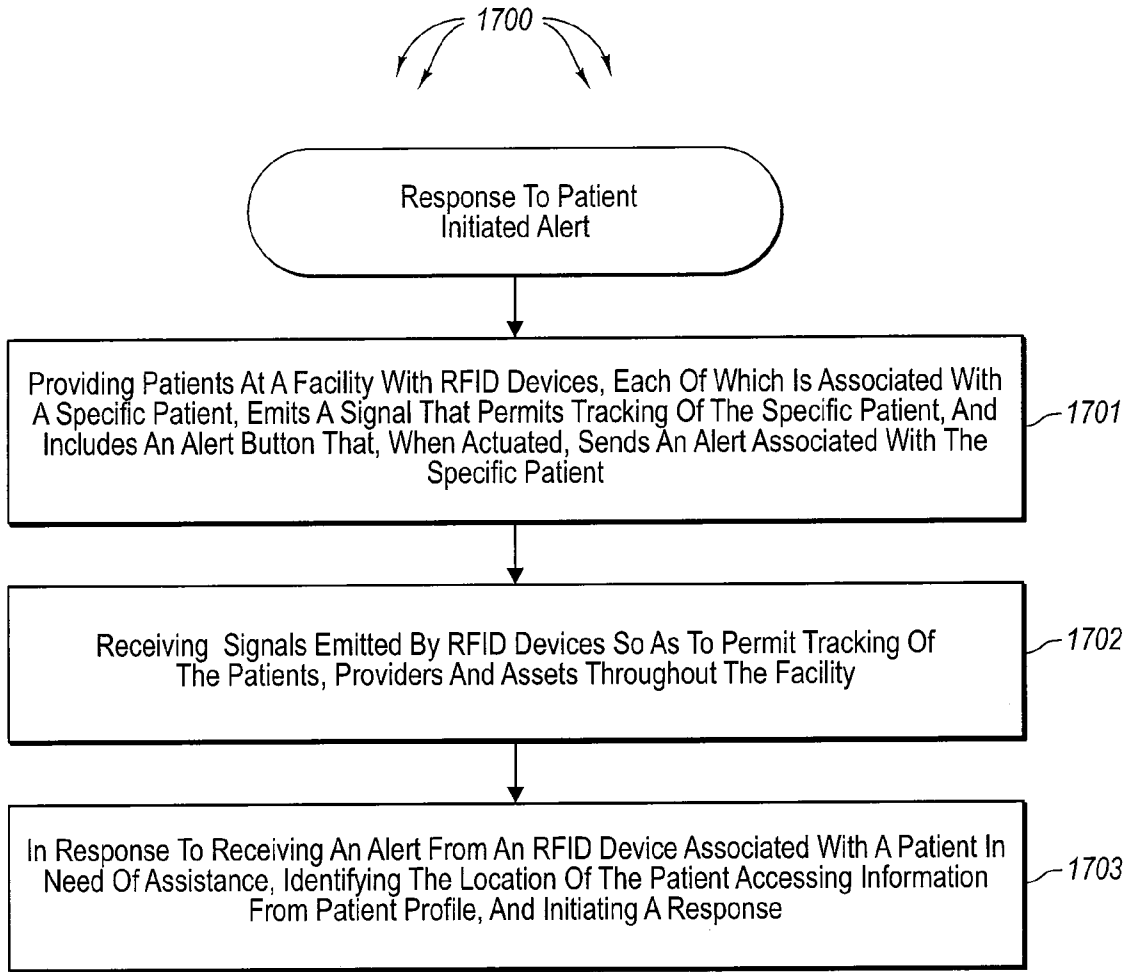 1700
Response To Patient
Initiated Alert
Providing Patients At A Facility With RFID Devices, Each Of Which Is Associated With
A Specific Patient, Emits A Signal That Permits Tracking Of The Specific Patient, And
Includes An Alert Button That, When Actuated, Sends An Alert Associated With The
Specific Patient
1701
Receiving Signals Emitted By RFID Devices So As To Permit Tracking Of
The Patients, Providers And Assets Throughout The Facility
1702
In Response To Receiving An Alert From An RFID Device Associated With A Patient In
Need Of Assistance, Identifying The Location Of The Patient Accessing Information
From Patient Profile, And Initiating A Response
1703